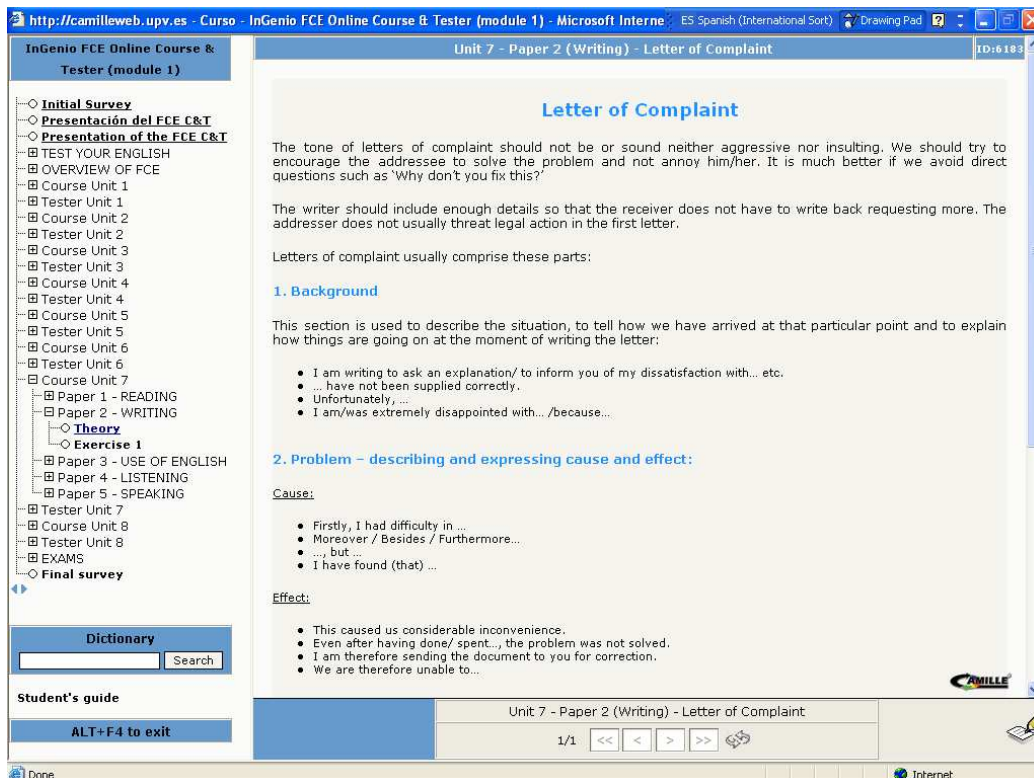 http://camilleweb.upv.es - Curso - InGenio FCE Online Course & Tester (module 1) - Microsoft Interne
ES Spanish (International Sort)
Drawing Pad
InGenio FCE Online Course &
Tester (module 1)
Initial Survey
Presentación del FCE C&T
Presentation of the FCE C&T
TEST YOUR ENGLISH
OVERVIEW OF FCE
Course Unit 1
Tester Unit 1
Course Unit 2
Tester Unit 2
Course Unit 3
Tester Unit 3
Course Unit 4
Tester Unit 4
Course Unit 5
Tester Unit 5
Course Unit 6
Tester Unit 6
Course Unit 7
Paper 1 - READING
Paper 2 - WRITING
Theory
Exercise 1
Paper 3 - USE OF ENGLISH
Paper 4 - LISTENING
Paper 5 - SPEAKING
Tester Unit 7
Course Unit 8
Tester Unit 8
EXAMS
Final survey
Dictionary
Search
Student's guide
ALT+F4 to exit
Unit 7 - Paper 2 (Writing) - Letter of Complaint
ID:6183
Letter of Complaint
The tone of letters of complaint should not be or sound neither aggressive nor insulting. We should try to
encourage the addressee to solve the problem and not annoy him/her. It is much better if we avoid direct
questions such as ‘Why don’t you fix this?’
The writer should include enough details so that the receiver does not have to write back requesting more. The
addresser does not usually threat legal action in the first letter.
Letters of complaint usually comprise these parts:
1. Background
This section is used to describe the situation, to tell how we have arrived at that particular point and to explain
how things are going on at the moment of writing the letter:
• I am writing to ask an explanation/ to inform you of my dissatisfaction with... etc.
• ... have not been supplied correctly.
• Unfortunately, ...
• I am/was extremely disappointed with... /because...
2. Problem – describing and expressing cause and effect:
Cause:
• Firstly, I had difficulty in ...
• Moreover / Besides / Furthermore...
• ..., but ...
• I have found (that) ...
Effect:
• This caused us considerable inconvenience.
• Even after having done/ spent..., the problem was not solved.
• I am therefore sending the document to you for correction.
• We are therefore unable to...
CAMILLE
Unit 7 - Paper 2 (Writing) - Letter of Complaint
1/1 << < > >>
Done
Internet